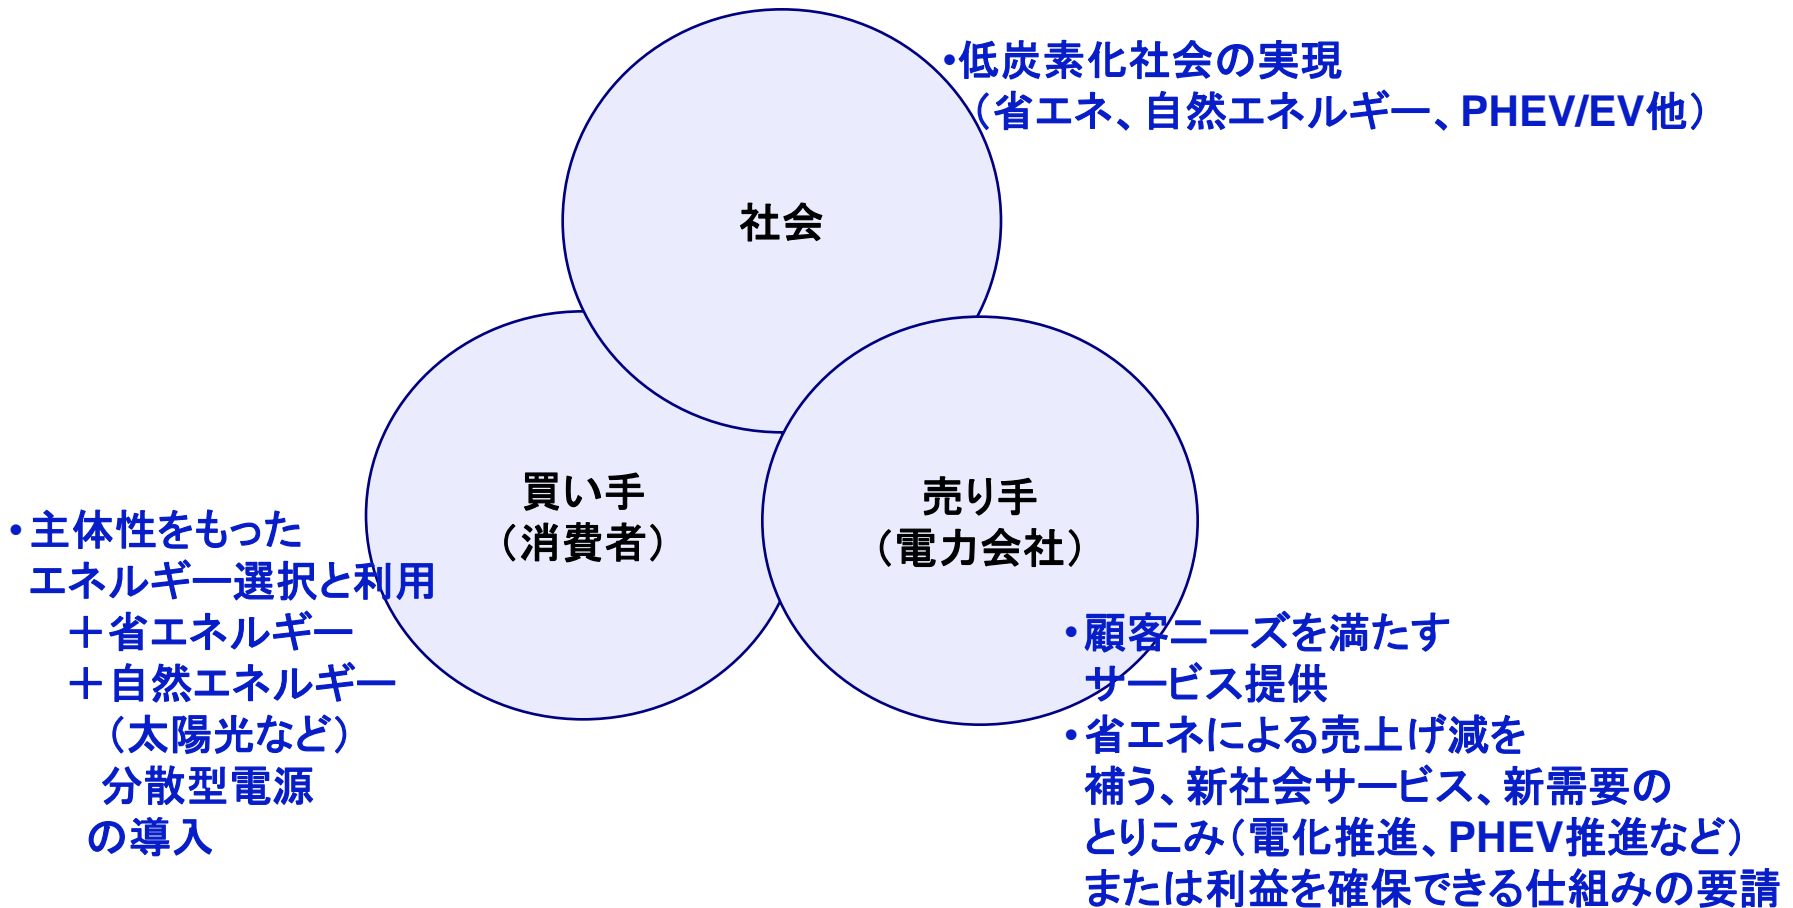 ・低炭素化社会の実現
（省エネ、自然エネルギー、PHEV/EV他）
社会
買い手
（消費者）
売り手
（電力会社）
・主体性をもった
エネルギー選択と利用
＋省エネルギー
＋自然エネルギー
（太陽光など）
分散型電源
の導入
・顧客ニーズを満たす
サービス提供
・省エネによる売上げ減を
補う、新社会サービス、新需要の
とりこみ（電化推進、PHEV推進など）
または利益を確保できる仕組みの要請